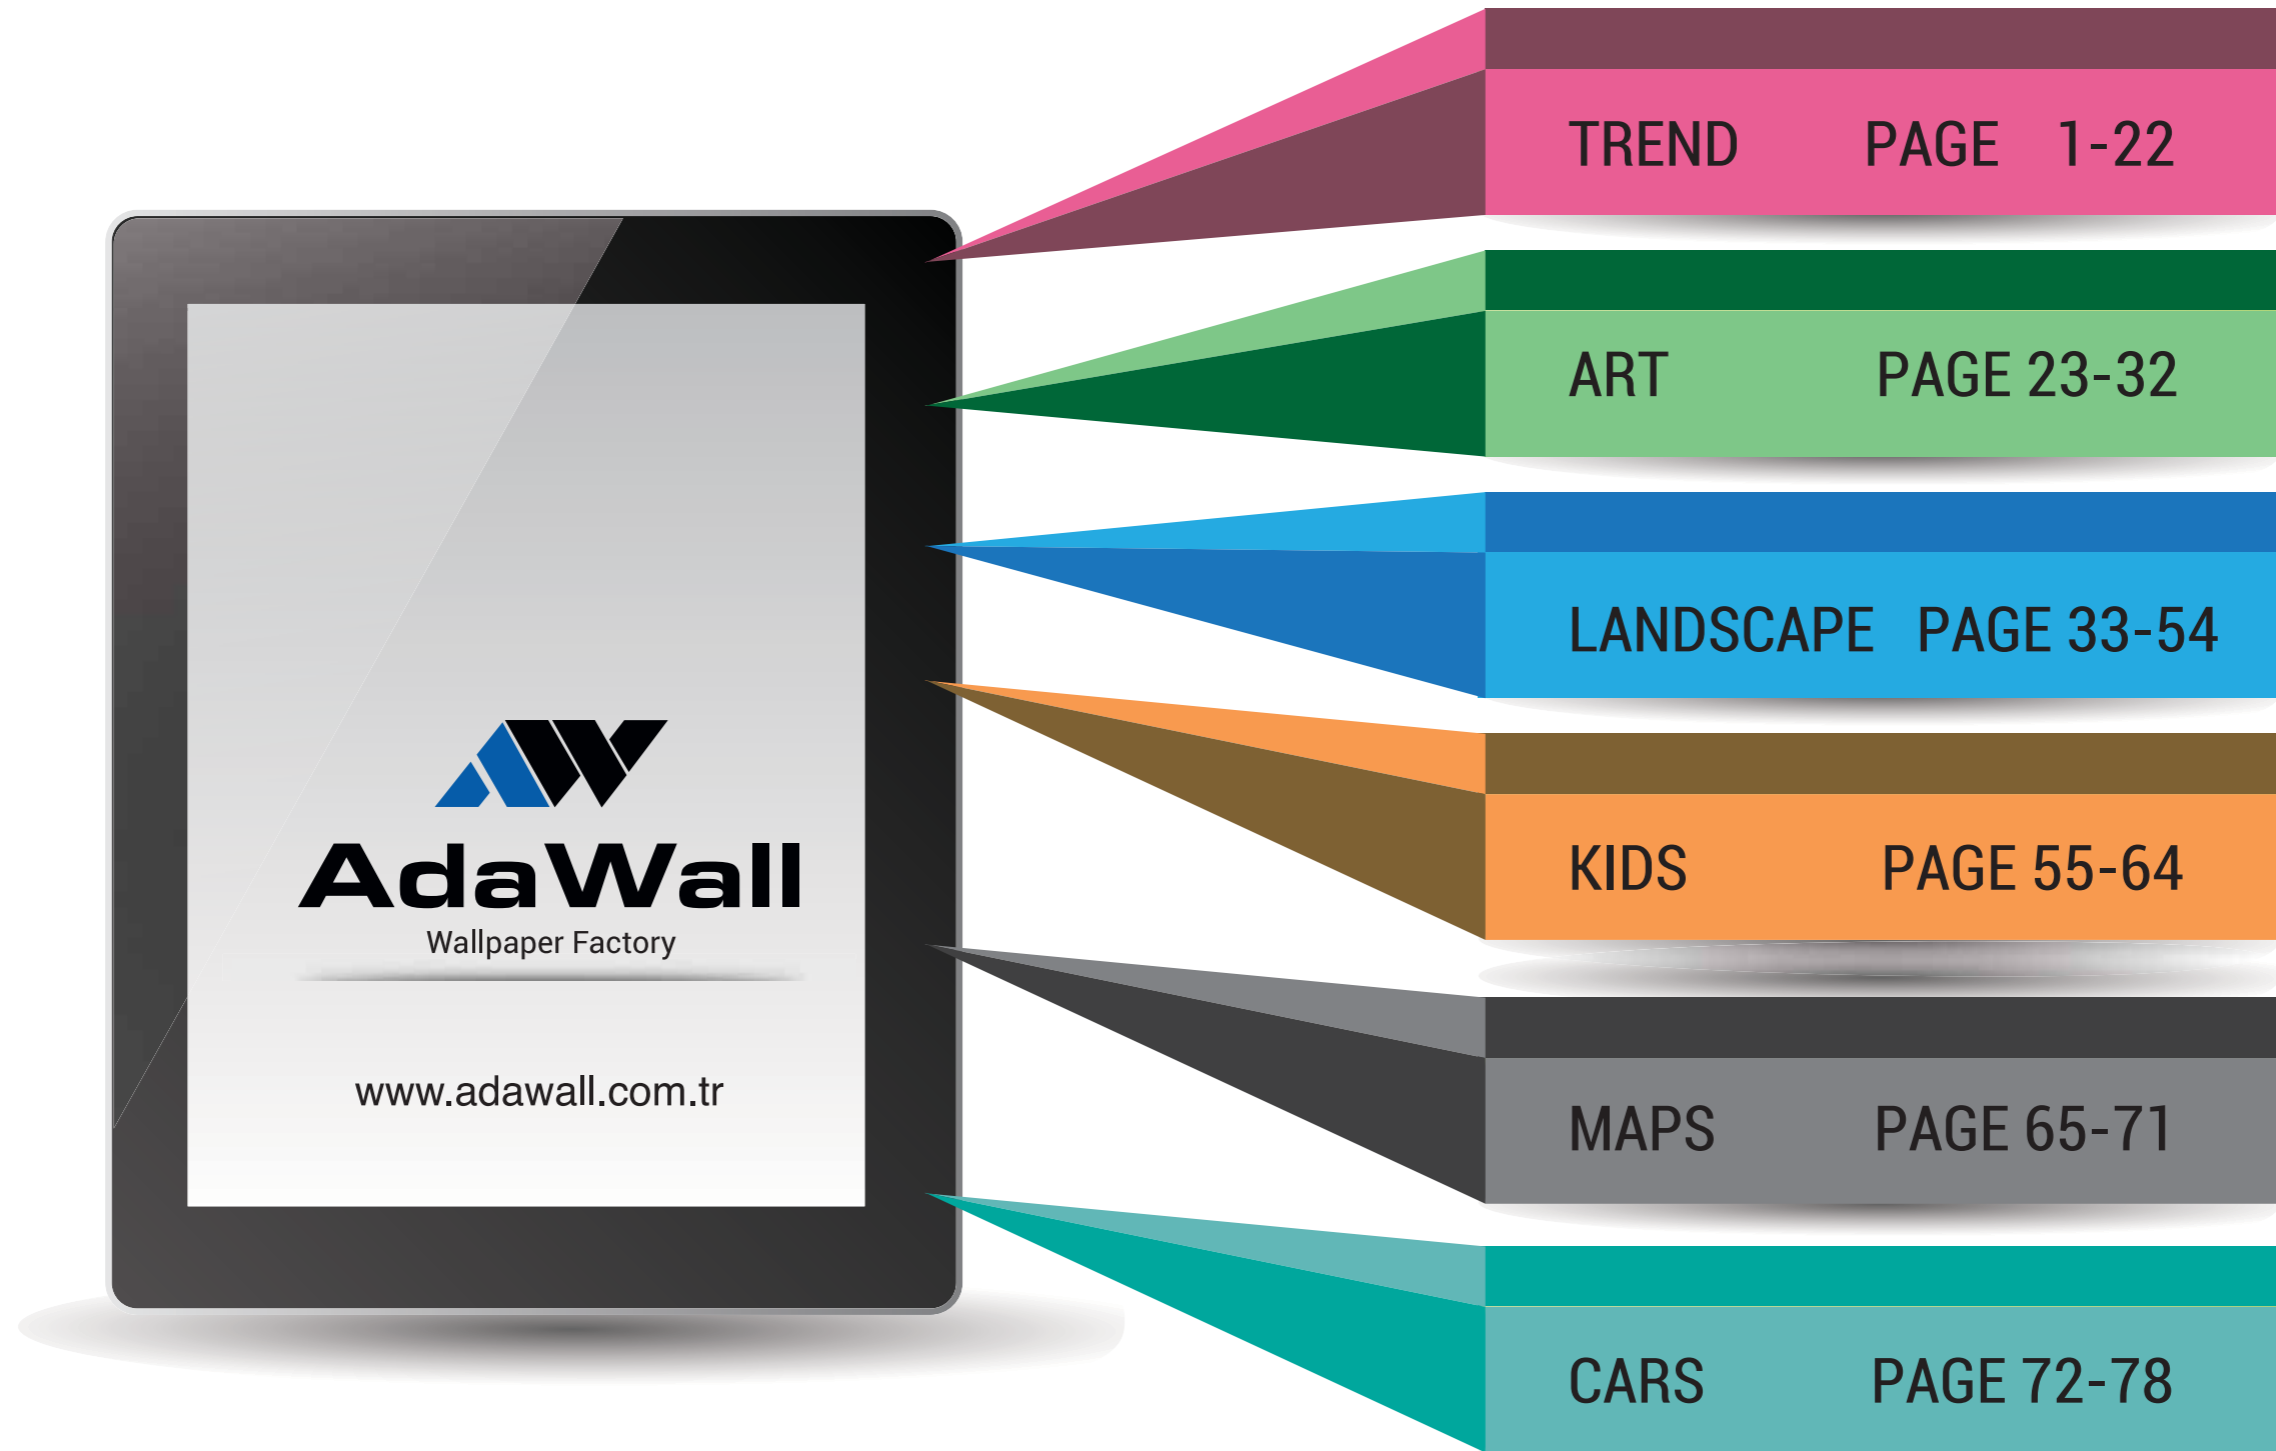 AdaWall
Wallpaper Factory
www.adawall.com.tr
TREND PAGE 1-22
ART PAGE 23-32
LANDSCAPE PAGE 33-54
KIDS PAGE 55-64
MAPS PAGE 65-71
CARS PAGE 72-78